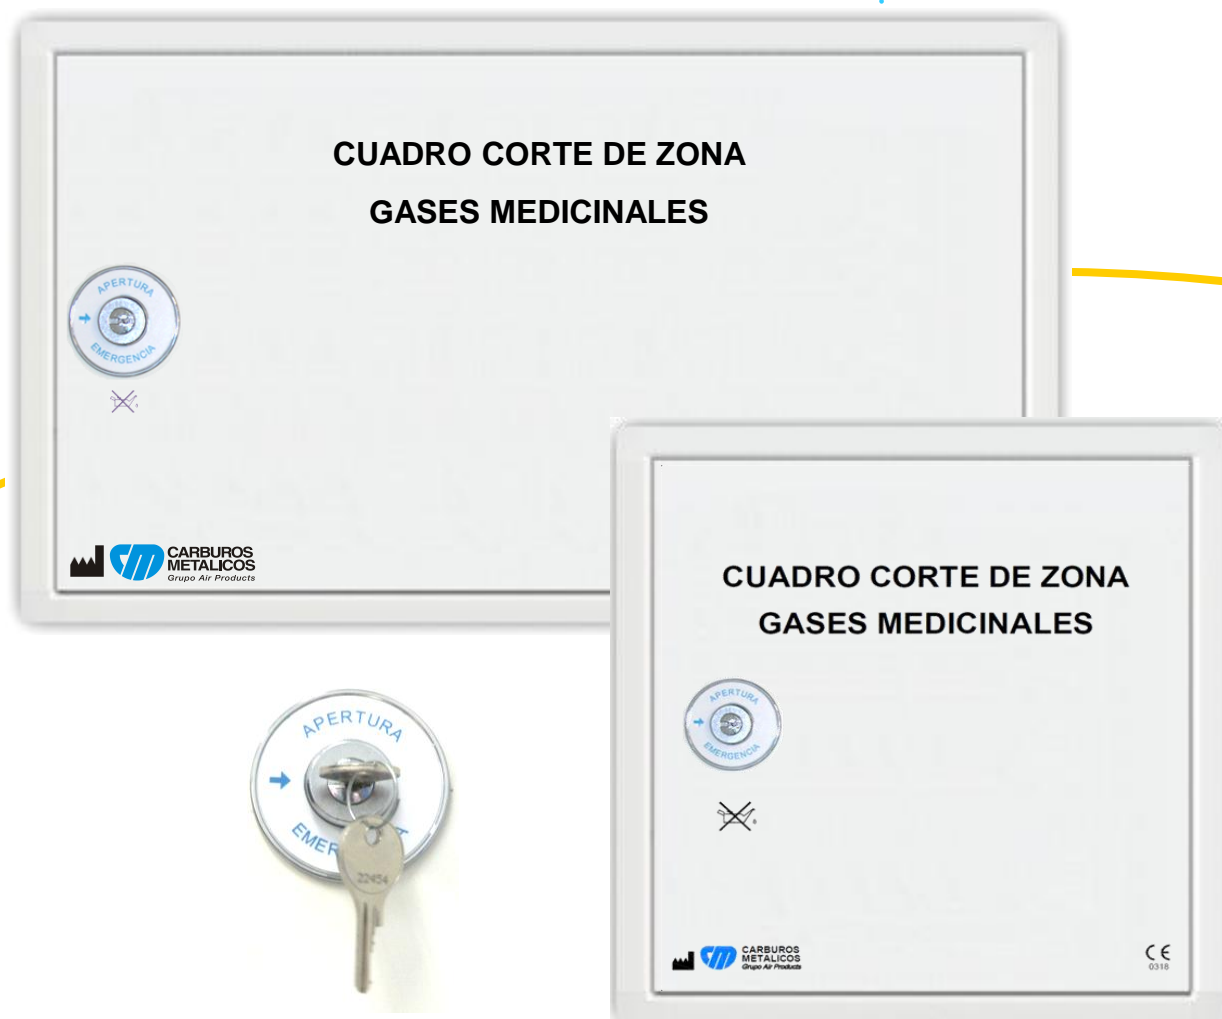 CUADRO CORTE DE ZONA
GASES MEDICINALES
APERTURA
EMERGENCIA
CARBUROS
METALICOS
Grupo Air Products
CUADRO CORTE DE ZONA
GASES MEDICINALES
APERTURA
EMERGENCIA
CARBUROS
METALICOS
Grupo Air Products
CE
0318
APERTURA
22454